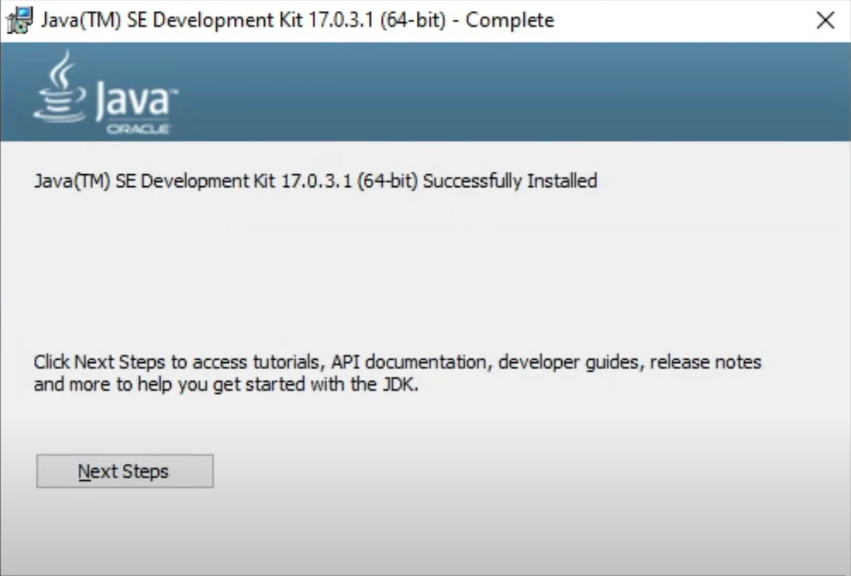 Java(TM) SE Development Kit 17.0.3.1 (64-bit) - Complete
Java™
ORACLE
Java(TM) SE Development Kit 17.0.3.1 (64-bit) Successfully Installed
Click Next Steps to access tutorials, API documentation, developer guides, release notes
and more to help you get started with the JDK.
Next Steps